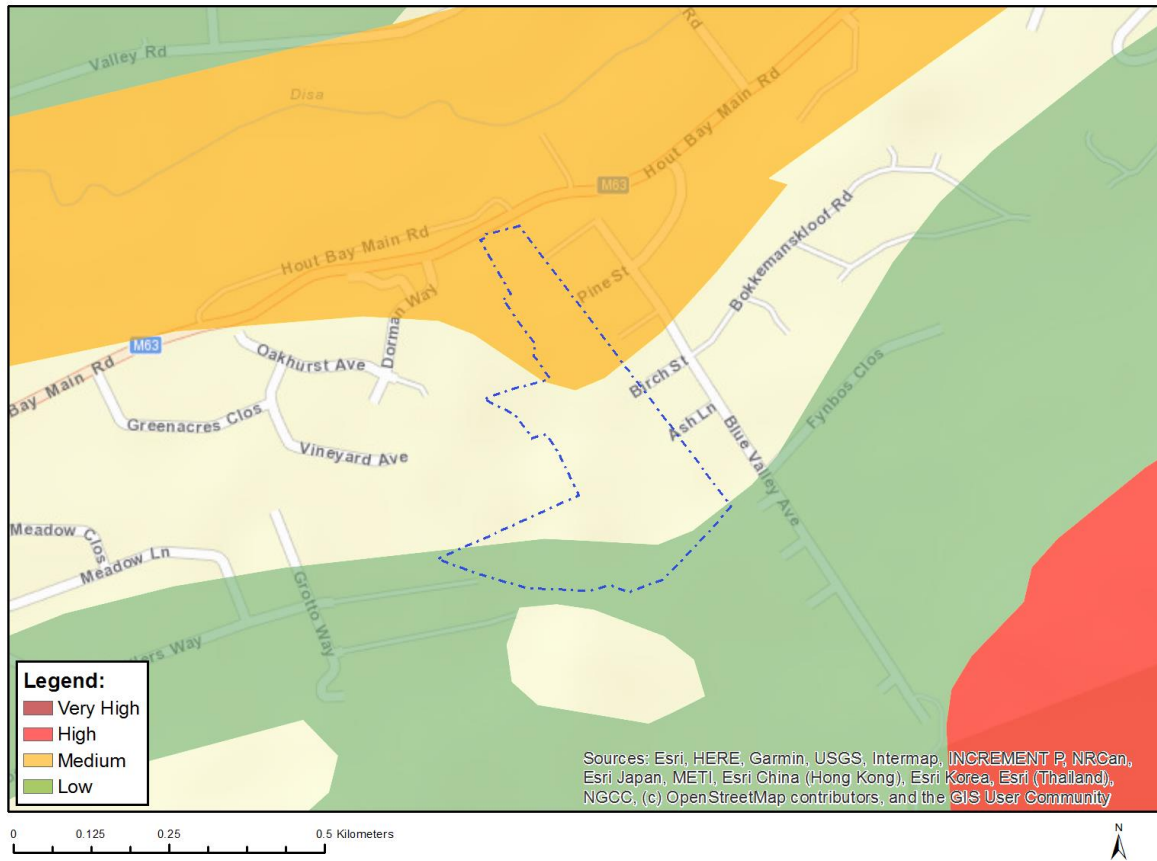 Valley Rd
Rd
Disa
Hout Bay Main Rd
M63
Hout Bay Main Rd
Bokkemanskloof Rd
Pine St
Dorman Way
M63
Oakhurst Ave
Bay Main Rd
Birch St
Fynbos Clos
Greenacres Clos
Ash Ln
Blue Valley Ave
Vineyard Ave
Meadow Clos
Meadow Ln
Grotto Way
Way
Legend:
Very High
High
Medium
Low
Sources: Esri, HERE, Garmin, USGS, Intermap, INCREMENT P, NRCan,
Esri Japan, METI, Esri China (Hong Kong), Esri Korea, Esri (Thailand),
NGCC, (c) OpenStreetMap contributors, and the GIS User Community
0 0.125 0.25 0.5 Kilometers
N